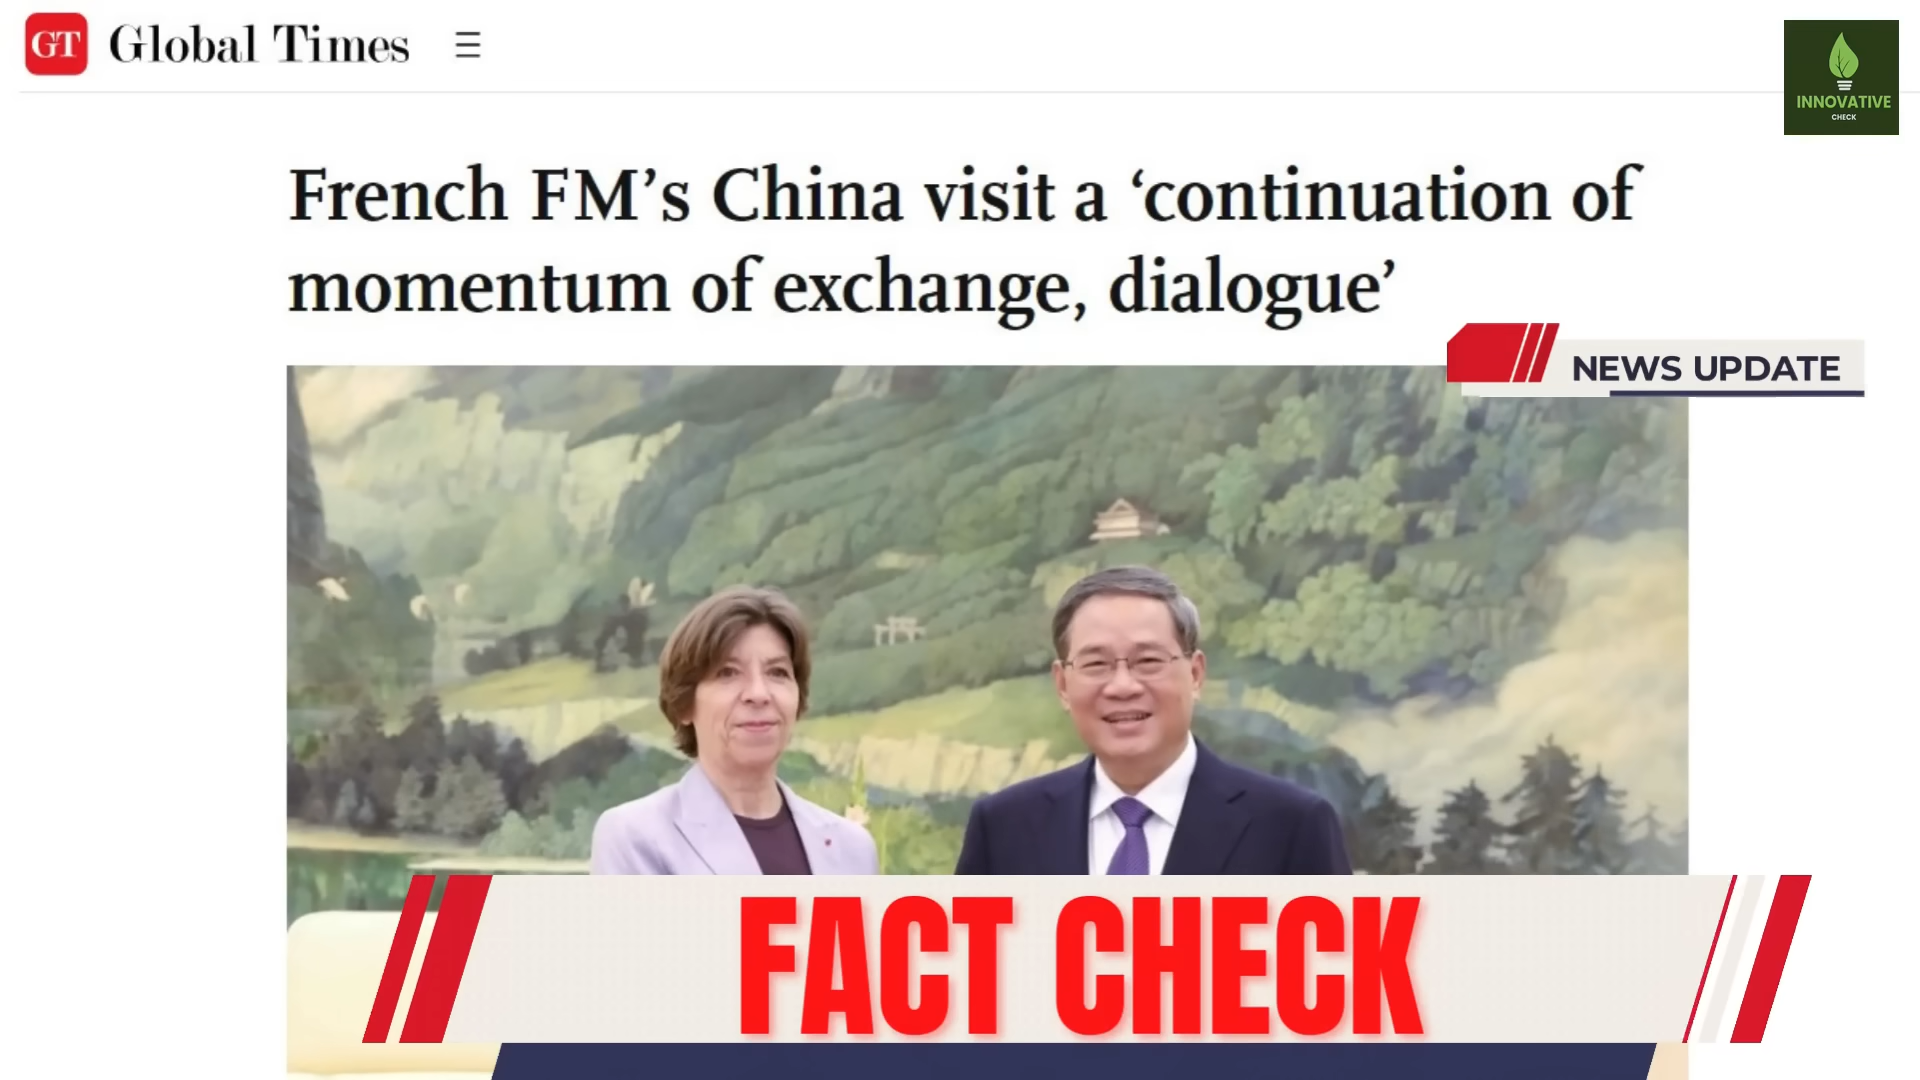 GT Global Times
INNOVATIVE
CHECK
French FM’s China visit a ‘continuation of
momentum of exchange, dialogue’
NEWS UPDATE
FACT CHECK